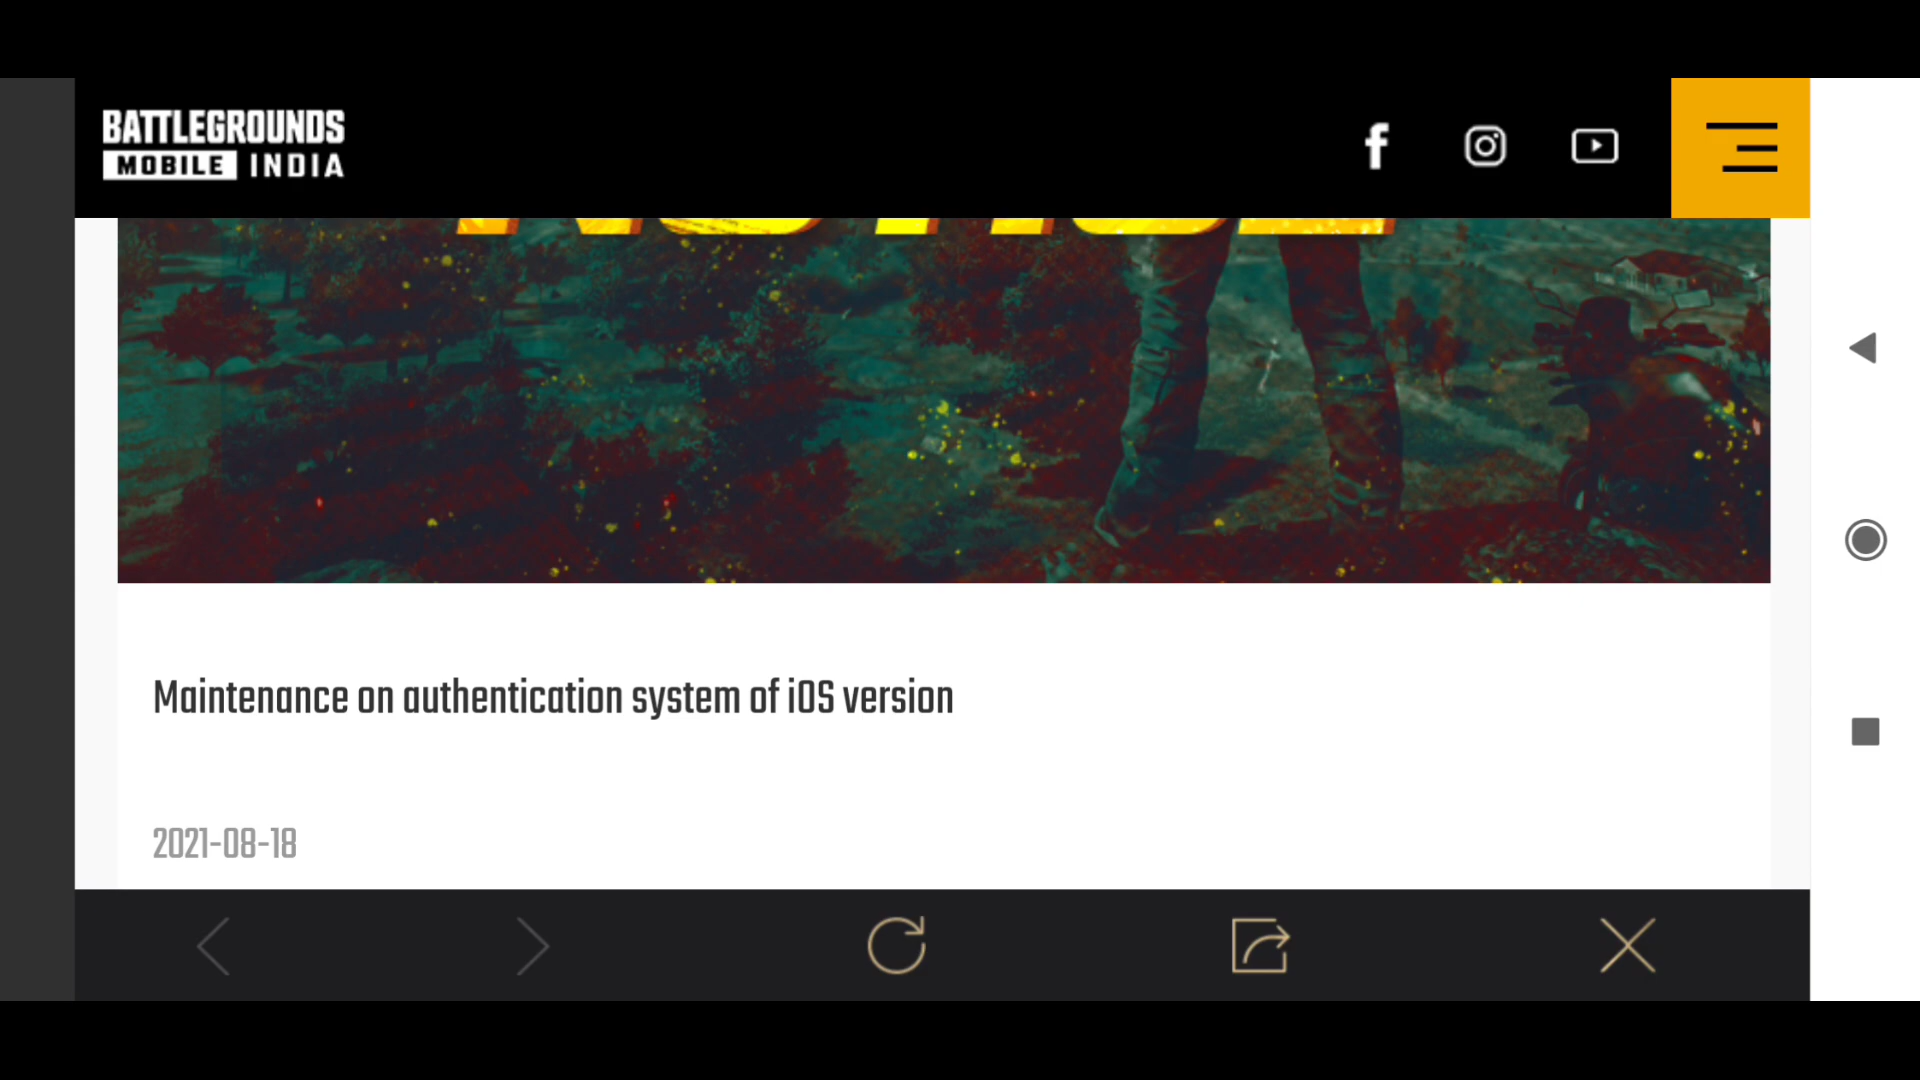 BATTLEGROUNDS
MOBILE INDIA
Maintenance on authentication system of iOS version
2021-08-18